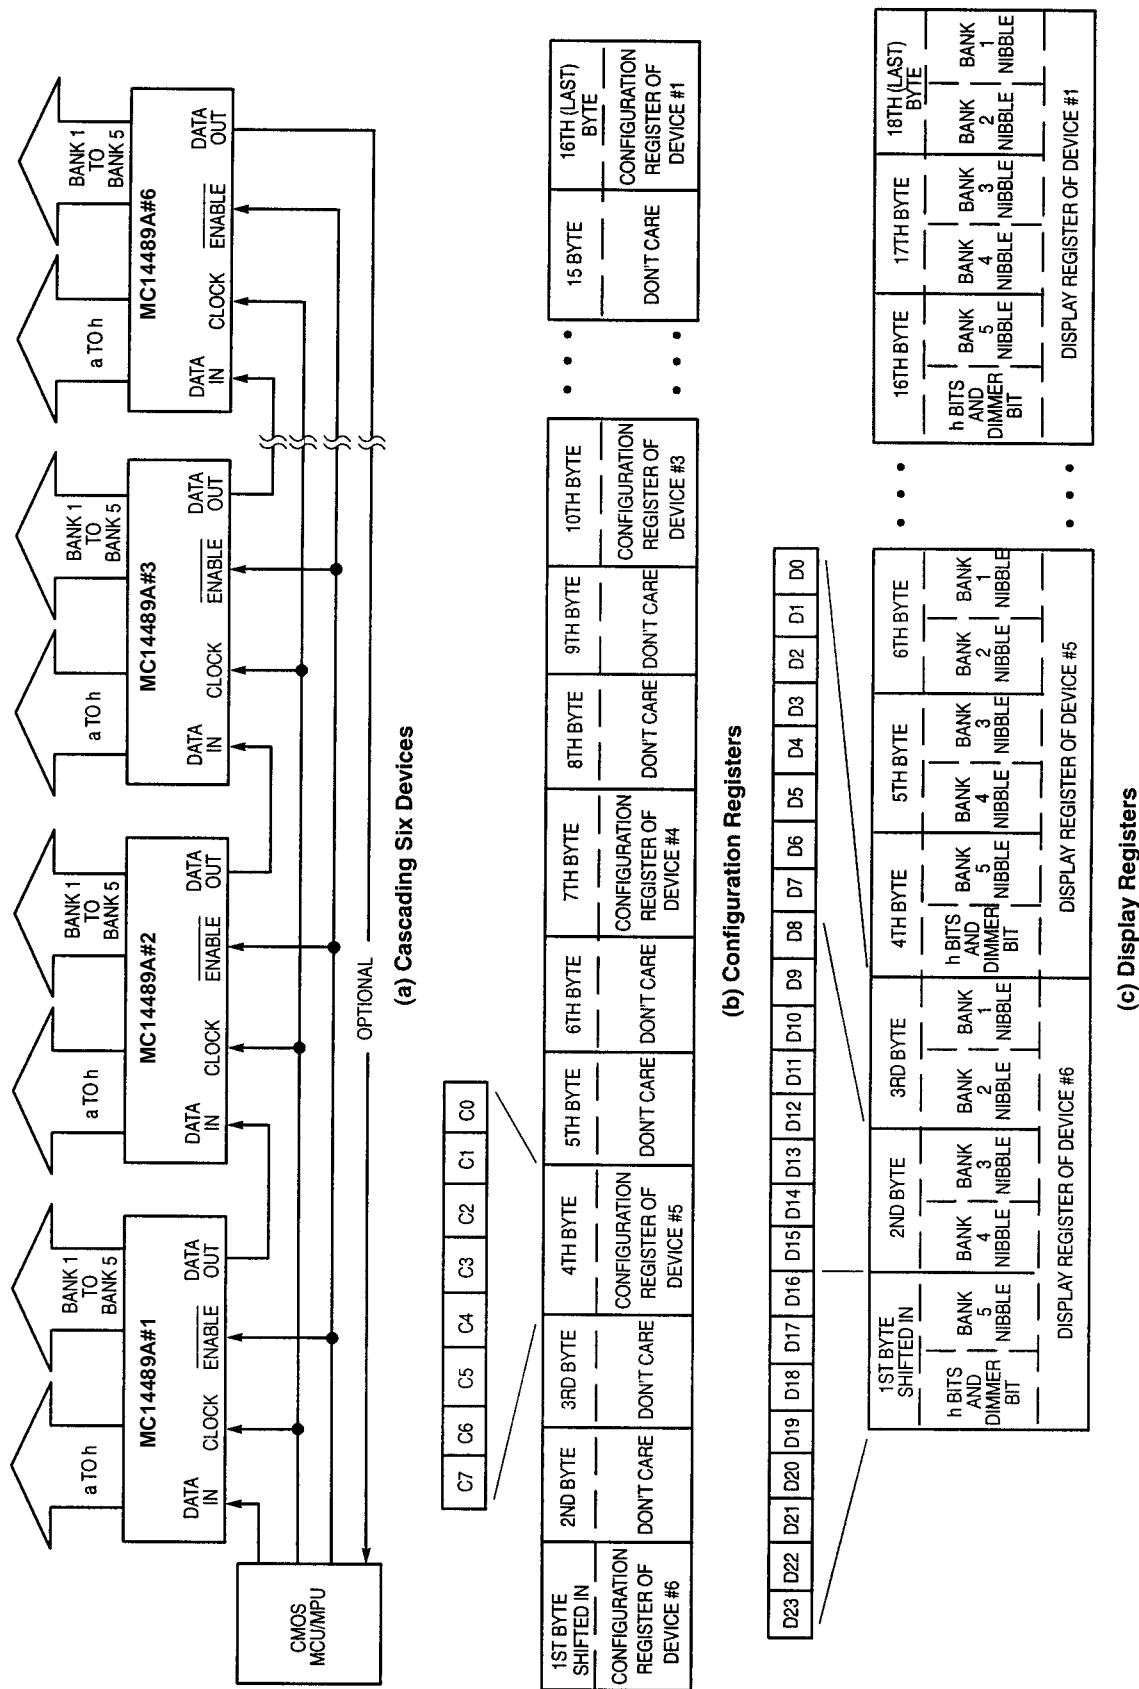 BANK 1
TO
BANK 5
a TO h
BANK 1
TO
BANK 5
a TO h
BANK 1
TO
BANK 5
a TO h
BANK 1
TO
BANK 5
a TO h
MC14489A#1
DATA
IN
CLOCK
ENABLE
DATA
OUT
MC14489A#2
DATA
IN
CLOCK
ENABLE
DATA
OUT
MC14489A#3
DATA
IN
CLOCK
ENABLE
DATA
OUT
MC14489A#6
DATA
IN
CLOCK
ENABLE
DATA
OUT
CMOS
MCU/MPU
OPTIONAL
(a) Cascading Six Devices
C7 C6 C5 C4 C3 C2 C1 C0
1ST BYTE
SHIFTED IN
CONFIGURATION
REGISTER OF
DEVICE #6
2ND BYTE
DON'T CARE
3RD BYTE
DON'T CARE
4TH BYTE
CONFIGURATION
REGISTER OF
DEVICE #5
5TH BYTE
DON'T CARE
6TH BYTE
DON'T CARE
7TH BYTE
CONFIGURATION
REGISTER OF
DEVICE #4
8TH BYTE
DON'T CARE
9TH BYTE
DON'T CARE
10TH BYTE
CONFIGURATION
REGISTER OF
DEVICE #3
15 BYTE
DON'T CARE
16TH (LAST)
BYTE
CONFIGURATION
REGISTER OF
DEVICE #1
(b) Configuration Registers
D23 D22 D21 D20 D19 D18 D17 D16 D15 D14 D13 D12 D11 D10 D9 D8 D7 D6 D5 D4 D3 D2 D1 D0
1ST BYTE
SHIFTED IN
h BITS
AND
DIMMER
BIT
BANK
5
NIBBLE
2ND BYTE
BANK
4
NIBBLE
BANK
3
NIBBLE
3RD BYTE
BANK
2
NIBBLE
BANK
1
NIBBLE
DISPLAY REGISTER OF DEVICE #6
4TH BYTE
h BITS
AND
DIMMER
BIT
BANK
5
NIBBLE
5TH BYTE
BANK
4
NIBBLE
BANK
3
NIBBLE
6TH BYTE
BANK
2
NIBBLE
BANK
1
NIBBLE
DISPLAY REGISTER OF DEVICE #5
16TH BYTE
h BITS
AND
DIMMER
BIT
BANK
5
NIBBLE
17TH BYTE
BANK
4
NIBBLE
BANK
3
NIBBLE
18TH (LAST)
BYTE
BANK
2
NIBBLE
BANK
1
NIBBLE
DISPLAY REGISTER OF DEVICE #1
(c) Display Registers